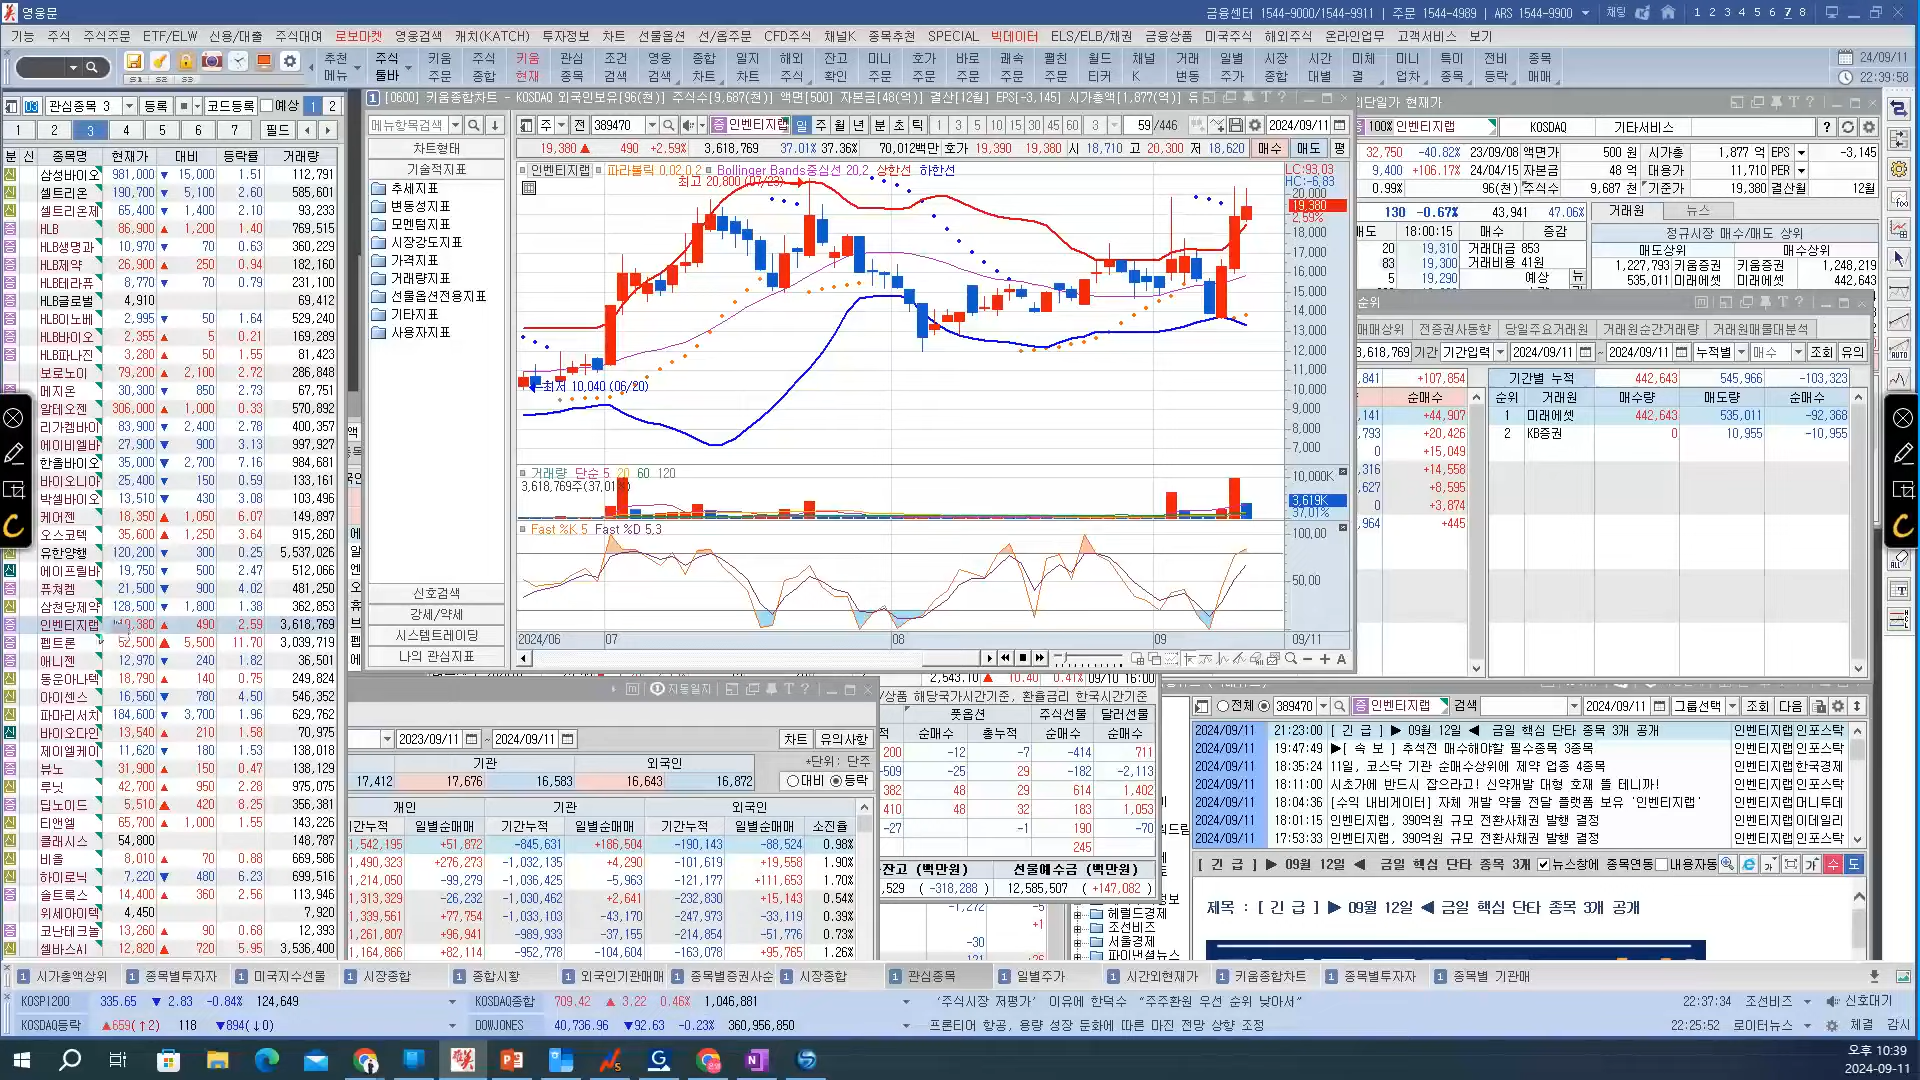 영웅문
금융센터 1544-9000/1544-9911 | 주문 1544-4989 | ARS 1544-9900 채팅 1 2 3 4 5 6 7 8
기능 주식 주식주문 ETF/ELW 신용/대출 주식대여 로보마켓 영웅검색 캐치(KATCH) 투자정보 차트 선물옵션 선/옵주문 CFD주식 채널K 종목추천 SPECIAL 빅데이터 ELS/ELB/채권 금융상품 미국주식 해외주식 온라인업무 고객서비스 보기
추천 메뉴 주식 툴바 키움 주문 주식 종합 키움 현재 관심 종목 조건 검색 영웅 검색 종합 차트 일지 차트 해외 주식 잔고 확인 미니 주문 호가 주문 바로 주문 쾌속 주문 펼친 주문 월드 티커 채널 K 거래 변동 일별 주가 시장 종합 시간 대별 미체 결 미니 업차 특이 종목 전비 등락 종목 매매
24/09/11
22:39:58
관심종목 3 등록 코드등록 예상 1 2
1 2 3 4 5 6 7 필드
분 신 종목명 현재가 대비 등락률 거래량
삼성바이오 981,000 ▼ 15,000 1.51 112,791
셀트리온 190,700 ▼ 5,100 2.60 585,601
셀트리온제 65,400 ▼ 1,400 2.10 93,233
HLB 86,900 ▲ 1,200 1.40 769,515
HLB생명과 10,970 ▼ 70 0.63 360,229
HLB제약 26,900 ▲ 250 0.94 182,160
HLB테라퓨 8,770 ▼ 70 0.79 231,100
HLB글로벌 4,910 69,412
HLB이노베 2,995 ▼ 50 1.64 529,240
HLB바이오 2,355 ▲ 5 0.21 169,289
HLB파나진 3,280 ▲ 50 1.55 81,423
보로노이 79,200 ▲ 2,100 2.72 286,848
메지온 30,300 ▼ 850 2.73 67,751
알테오젠 306,000 ▲ 1,000 0.33 570,892
리가켐바이 83,900 ▼ 2,400 2.78 400,357
에이비엘바 27,900 ▼ 900 3.13 997,927
한올바이오 35,000 ▼ 2,700 7.16 984,681
바이오니아 25,400 ▼ 150 0.59 133,161
박셀바이오 13,510 ▼ 430 3.08 103,496
케어젠 18,350 ▲ 1,050 6.07 149,897
오스코텍 35,600 ▲ 1,250 3.64 915,260
유한양행 120,200 ▼ 300 0.25 5,537,026
에이프릴바 19,750 ▼ 500 2.47 512,066
퓨쳐켐 21,500 ▼ 900 4.02 481,250
삼천당제약 128,500 ▼ 1,800 1.38 362,853
인벤티지랩 ▲ 490 2.59 3,618,769
펩트론 52,500 ▲ 5,500 11.70 3,039,719
애니젠 12,970 ▼ 240 1.82 36,501
동운아나텍 18,790 ▲ 140 0.75 249,824
아이센스 16,560 ▼ 780 4.50 546,352
파마리서치 184,600 ▼ 3,700 1.96 629,762
바이오다인 13,540 ▲ 210 1.58 70,975
제이엘케이 11,620 ▼ 180 1.53 138,018
뷰노 31,900 ▲ 150 0.47 138,129
루닛 42,700 ▲ 950 2.28 975,075
딥노이드 5,510 ▲ 420 8.25 356,381
티앤엘 65,700 ▲ 1,000 1.55 143,226
클래시스 54,800 148,787
비올 8,010 ▲ 70 0.88 669,586
하이로닉 7,220 ▼ 480 6.23 699,516
솔트룩스 14,400 ▲ 360 2.56 113,946
위세아이텍 4,450 7,920
코난테크놀 13,260 ▲ 90 0.68 12,393
셀바스AI 12,820 ▲ 720 5.95 3,536,400
[0600] 키움종합차트 - KOSDAQ 외국인보유[96(천)] 주식수[9,687(천)] 액면[500] 자본금[48(억)] 결산[12월] EPS[-3,145] 시가총액[1,877(억)]
메뉴항목검색 주 전 389470 인벤티지랩 일 주 월 년 분 초 틱 1 3 5 10 15 30 45 60 3 59 /446 2024/09/11
차트형태
기술적지표
추세지표
변동성지표
모멘텀지표
시장강도지표
가격지표
거래량지표
선물옵션전용지표
기타지표
사용자지표
신호검색
강세/약세
시스템트레이딩
나의 관심지표
19,380 ▲ 490 +2.59% 3,618,769 37.01% 37.36% 70,012백만 호가 19,390 19,380 시 18,710 고 20,300 저 18,620 매수 매도 평
인벤티지랩 파라볼릭 0.02,0.2 Bollinger Bands중심선 20,2 상한선 하한선
최고 20,800 (07/23)
최저 10,040 (06/20)
LC:93.03
HC:-6.83
20,000
19,380
2.59%
18,000
17,000
16,000
15,000
14,000
13,000
12,000
11,000
10,000
9,000
8,000
7,000
거래량 단순 5 20 60 120
3,618,769주(37.01%)
10,000K
3,619K
37.01%
Fast %K 5 Fast %D 5,3
100.00
50.00
2024/06 07 08 09 09/11
단일가 현재가
100% 인벤티지랩 KOSDAQ 기타서비스
32,750 -40.82% 23/09/08 액면가 500 원 시가총 1,877 억 EPS -3,145
9,400 +106.17% 24/04/15 자본금 48 억 대용가 11,710 PER
0.99% 96(천) 주식수 9,687 천 기준가 19,380 결산월 12월
130 -0.67% 43,941 47.06% 거래원 뉴스
매도 18:00:15 매수 증감 정규시장 매수/매도 상위
20 19,310 거래대금 853 매도상위 매수상위
83 19,300 거래비용 41원 1,227,793 키움증권 키움증권 1,248,219
5 19,290 예상 뉴 535,011 미래에셋 미래에셋 442,643
순위
매매상위 전증권사동향 당일주요거래원 거래원순간거래량 거래원매물대분석
3,618,769 기간 기간입력 2024/09/11 ~ 2024/09/11 누적별 매수 조회 유의
,841 +107,854 기간별 누적 442,643 545,966 -103,323
순매수 순위 거래원 매수량 매도량 순매수
,141 +44,907 1 미래에셋 442,643 535,011 -92,368
,793 +20,426 2 KB증권 0 10,955 -10,955
0 +15,049
,316 +14,558
,627 +8,595
0 +3,874
,964 +445
자동일지
2023/09/11 ~ 2024/09/11 차트 유의사항
기관 외국인 *단위: 단주
17,412 17,676 16,583 16,643 16,872 대비 등락
개인 기관 외국인
기간누적 일별순매매 기간누적 일별순매매 기간누적 일별순매매 소진율
1,542,195 +51,872 -845,631 +186,504 -190,143 -88,524 0.98%
1,490,323 +276,273 -1,032,135 +4,290 -101,619 +19,558 1.90%
1,214,050 -99,279 -1,036,425 -5,963 -121,177 +111,653 1.70%
1,313,329 -26,232 -1,030,462 +2,641 -232,830 +15,143 0.54%
1,339,561 +77,754 -1,033,103 -43,170 -247,973 -33,119 0.39%
1,261,807 +96,941 -989,933 -37,155 -214,854 -51,776 0.73%
1,164,866 +82,114 -952,778 -104,604 -163,078 +95,765 1.26%
2,543.10 ▲ 10.40 0.41% 09/10 16:00
/상품 해당국가시간기준, 환율금리 한국시간기준
풋옵션 주식선물 달러선물
순매수 총누적 순매수 순매수
200 -12 -7 -414 711
-509 -25 29 -182 -2,113
382 48 29 614 1,402
410 48 32 183 1,053
-27 -1 190 -70
245
잔고 (백만원) 선물예수금 (백만원)
,529 ( -318,288 ) 12,585,507 ( +147,082 )
-1,272 -5
+1
-30
헤럴드경제
조선비즈
서울경제
파이낸셜뉴스
전체 389470 인벤티지랩 검색 2024/09/11 그룹선택 조회 다음
2024/09/11 21:23:00 [ 긴 급 ] ▶ 09월 12일 ◀ 금일 핵심 단타 종목 3개 공개 인벤티지랩 인포스탁
2024/09/11 19:47:49 ▶[ 속 보 ] 추석전 매수해야할 필수종목 3종목 인벤티지랩 인포스탁
2024/09/11 18:35:24 11일, 코스닥 기관 순매수상위에 제약 업종 4종목 인벤티지랩 한국경제
2024/09/11 18:11:00 시초가에 반드시 잡으라고! 신약개발 대형 호재 뜰 테니까! 인벤티지랩 인포스탁
2024/09/11 18:04:36 [수익 내비게이터] 자체 개발 약물 전달 플랫폼 보유 '인벤티지랩' 인벤티지랩 머니투데
2024/09/11 18:01:15 인벤티지랩, 390억원 규모 전환사채권 발행 결정 인벤티지랩 이데일리
2024/09/11 17:53:33 인벤티지랩, 390억원 규모 전환사채권 발행 결정 인벤티지랩 인포스탁
[ 긴 급 ] ▶ 09월 12일 ◀ 금일 핵심 단타 종목 3개 뉴스창에 종목연동 내용자동 가 가 수 도
제목 : [ 긴 급 ] ▶ 09월 12일 ◀ 금일 핵심 단타 종목 3개 공개
1 시가총액상위 1 종목별투자자 1 미국지수선물 1 시장종합 1 종합시황 1 외국인기관매매 1 종목별증권사순 1 시장종합 1 관심종목 1 일별주가 1 시간외현재가 1 키움종합차트 1 종목별투자자 1 종목별 기관매
KOSPI200 335.65 ▼ 2.83 -0.84% 124,649 KOSDAQ종합 709.42 ▲ 3.22 0.46% 1,046,881 '주식시장 저평가' 이유에 한덕수 "주주환원 우선 순위 낮아서" 22:37:34 조선비즈 신호대기
KOSDAQ등락 ▲659(↑2) 118 ▼894(↓0) DOWJONES 40,736.96 ▼92.63 -0.23% 360,956,850 프론티어 항공, 용량 성장 둔화에 따른 마진 전망 상향 조정 22:25:52 로이터뉴스 체결 감시
오후 10:39
2024-09-11